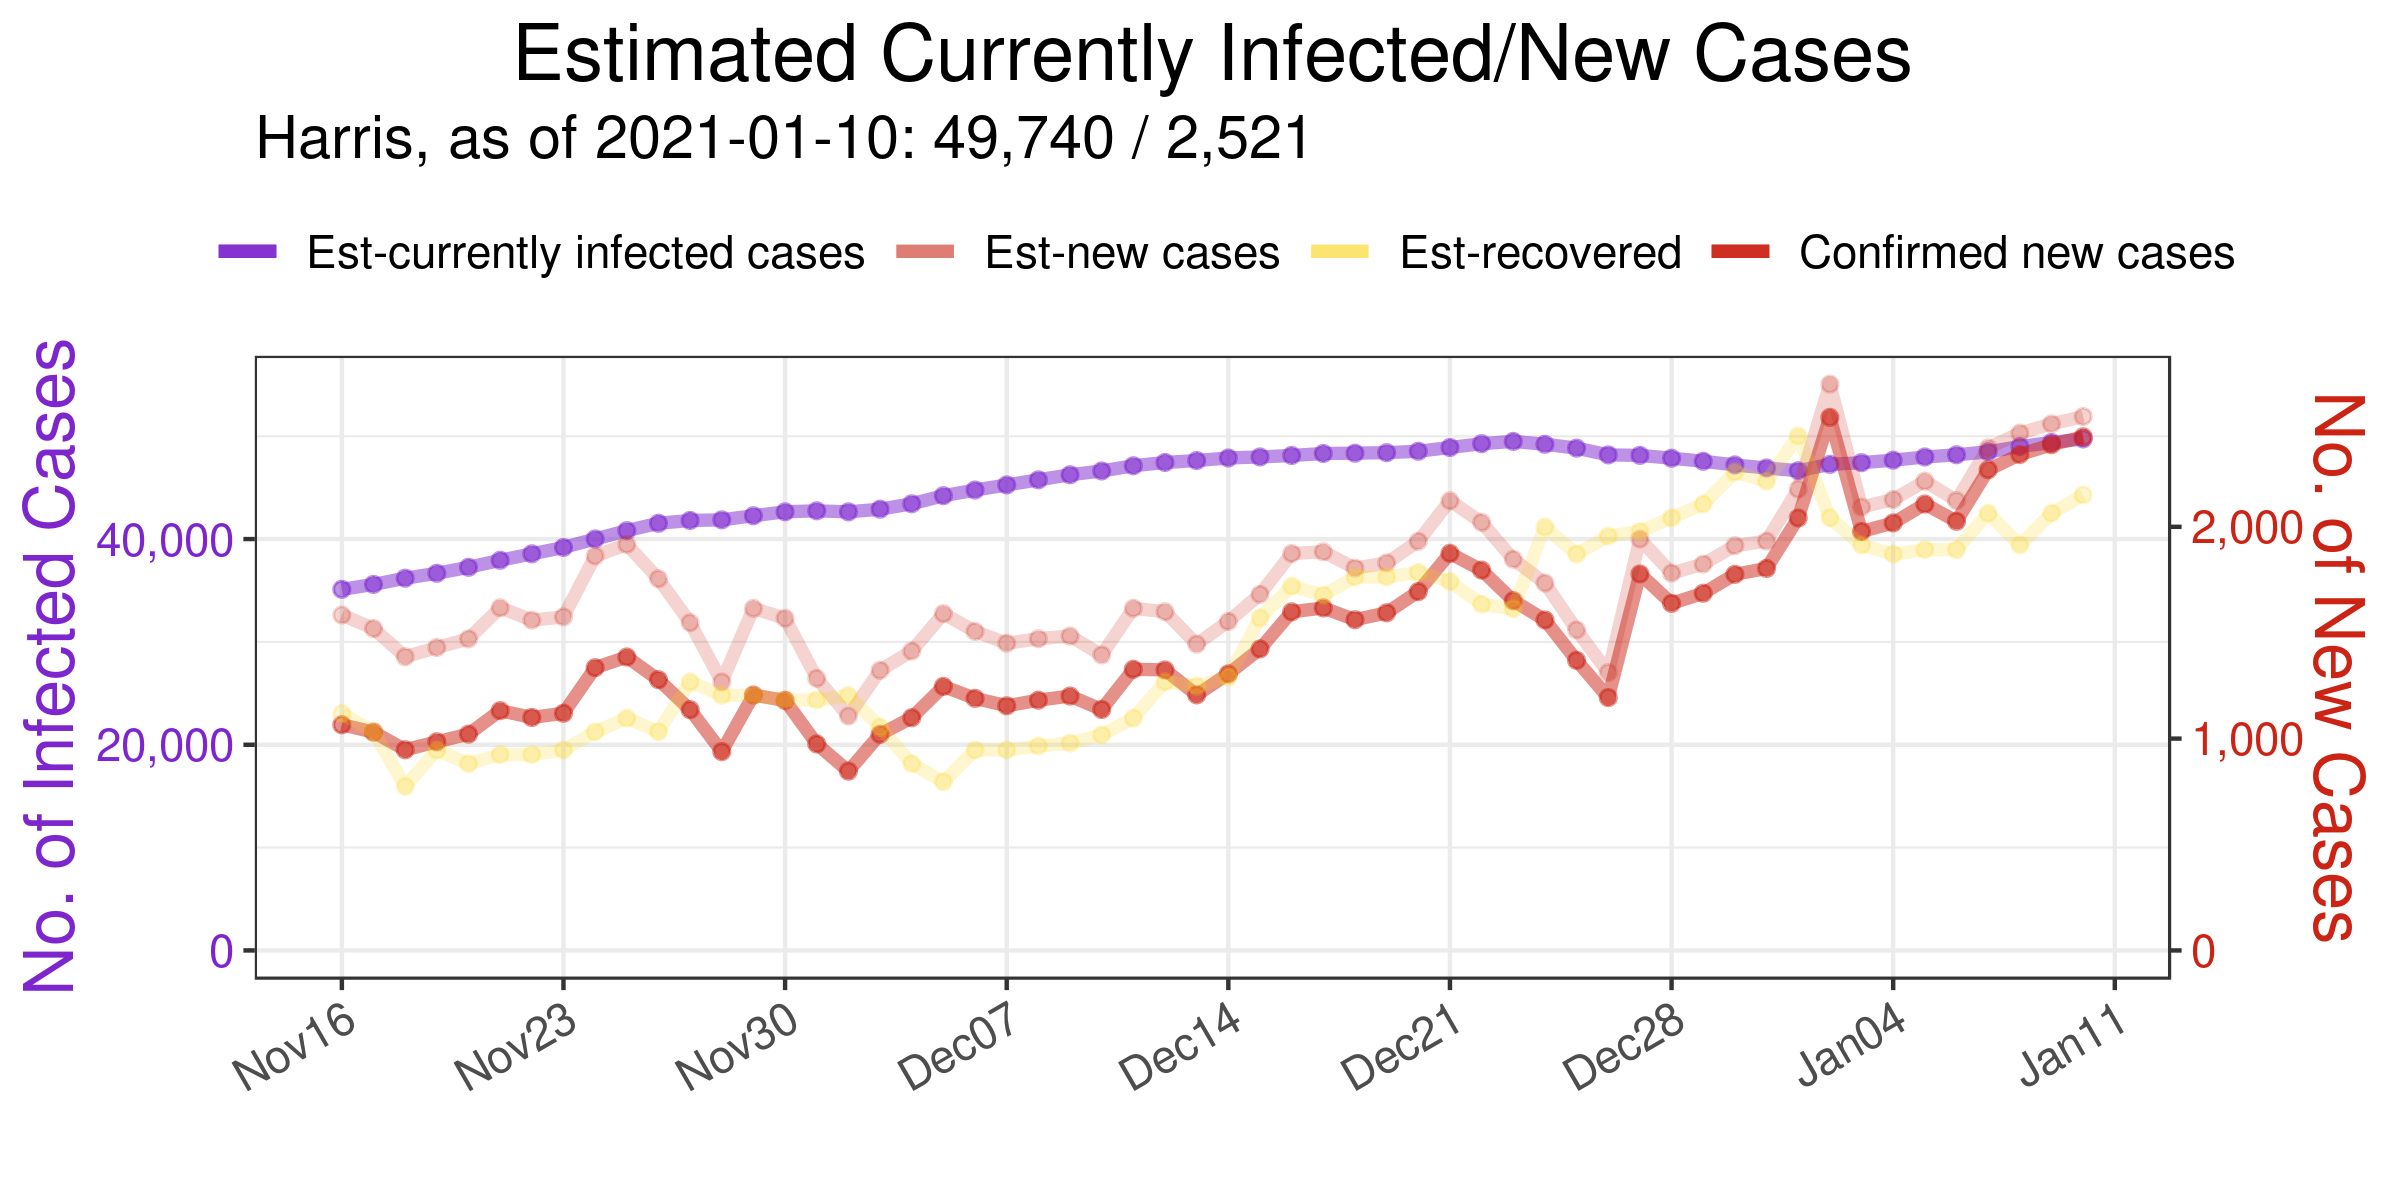 Estimated Currently Infected/New Cases
Harris, as of 2021-01-10: 49,740 / 2,521
Est-currently infected cases Est-new cases Est-recovered Confirmed new cases
No. of Infected Cases
40,000
20,000
0
No. of New Cases
2,000
1,000
0
Nov16 Nov23 Nov30 Dec07 Dec14 Dec21 Dec28 Jan04 Jan11